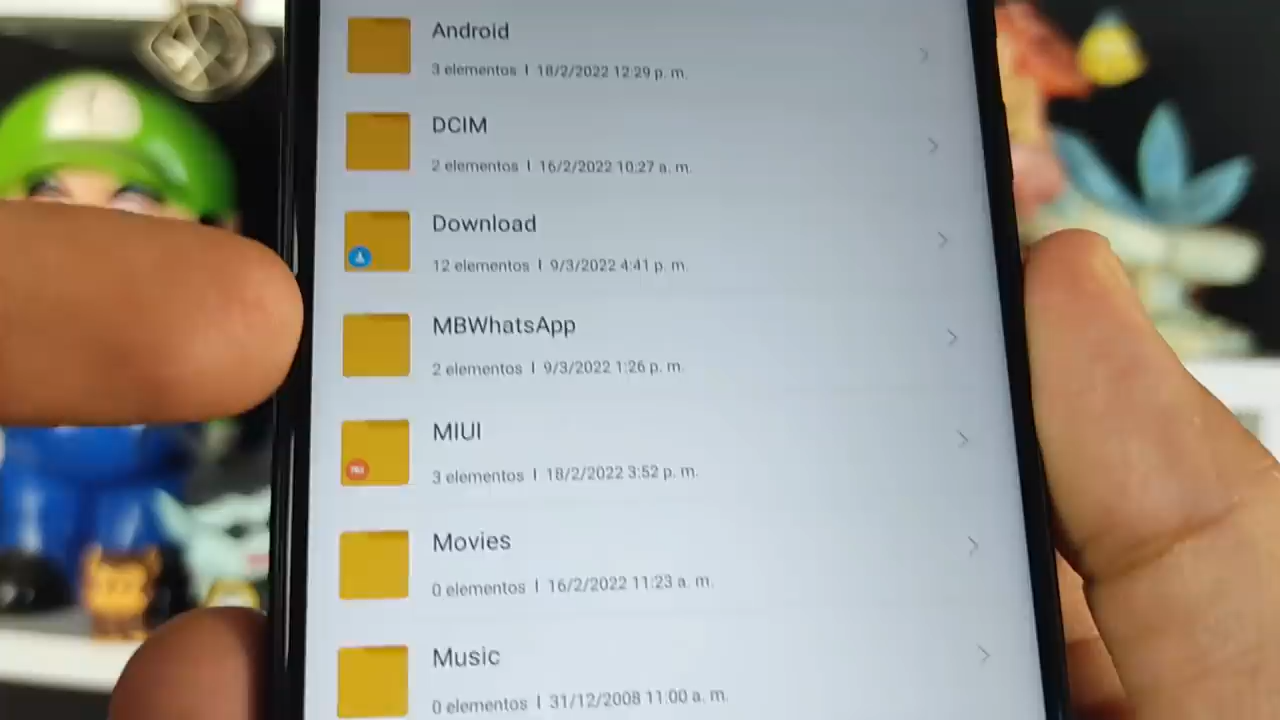 Android
3 elementos | 18/2/2022 12:29 p. m.
DCIM
2 elementos | 16/2/2022 10:27 a. m.
Download
12 elementos | 9/3/2022 4:41 p. m.
MBWhatsApp
2 elementos | 9/3/2022 1:26 p. m.
MIUI
3 elementos | 18/2/2022 3:52 p. m.
Movies
0 elementos | 16/2/2022 11:23 a. m.
Music
0 elementos | 31/12/2008 11:00 a. m.